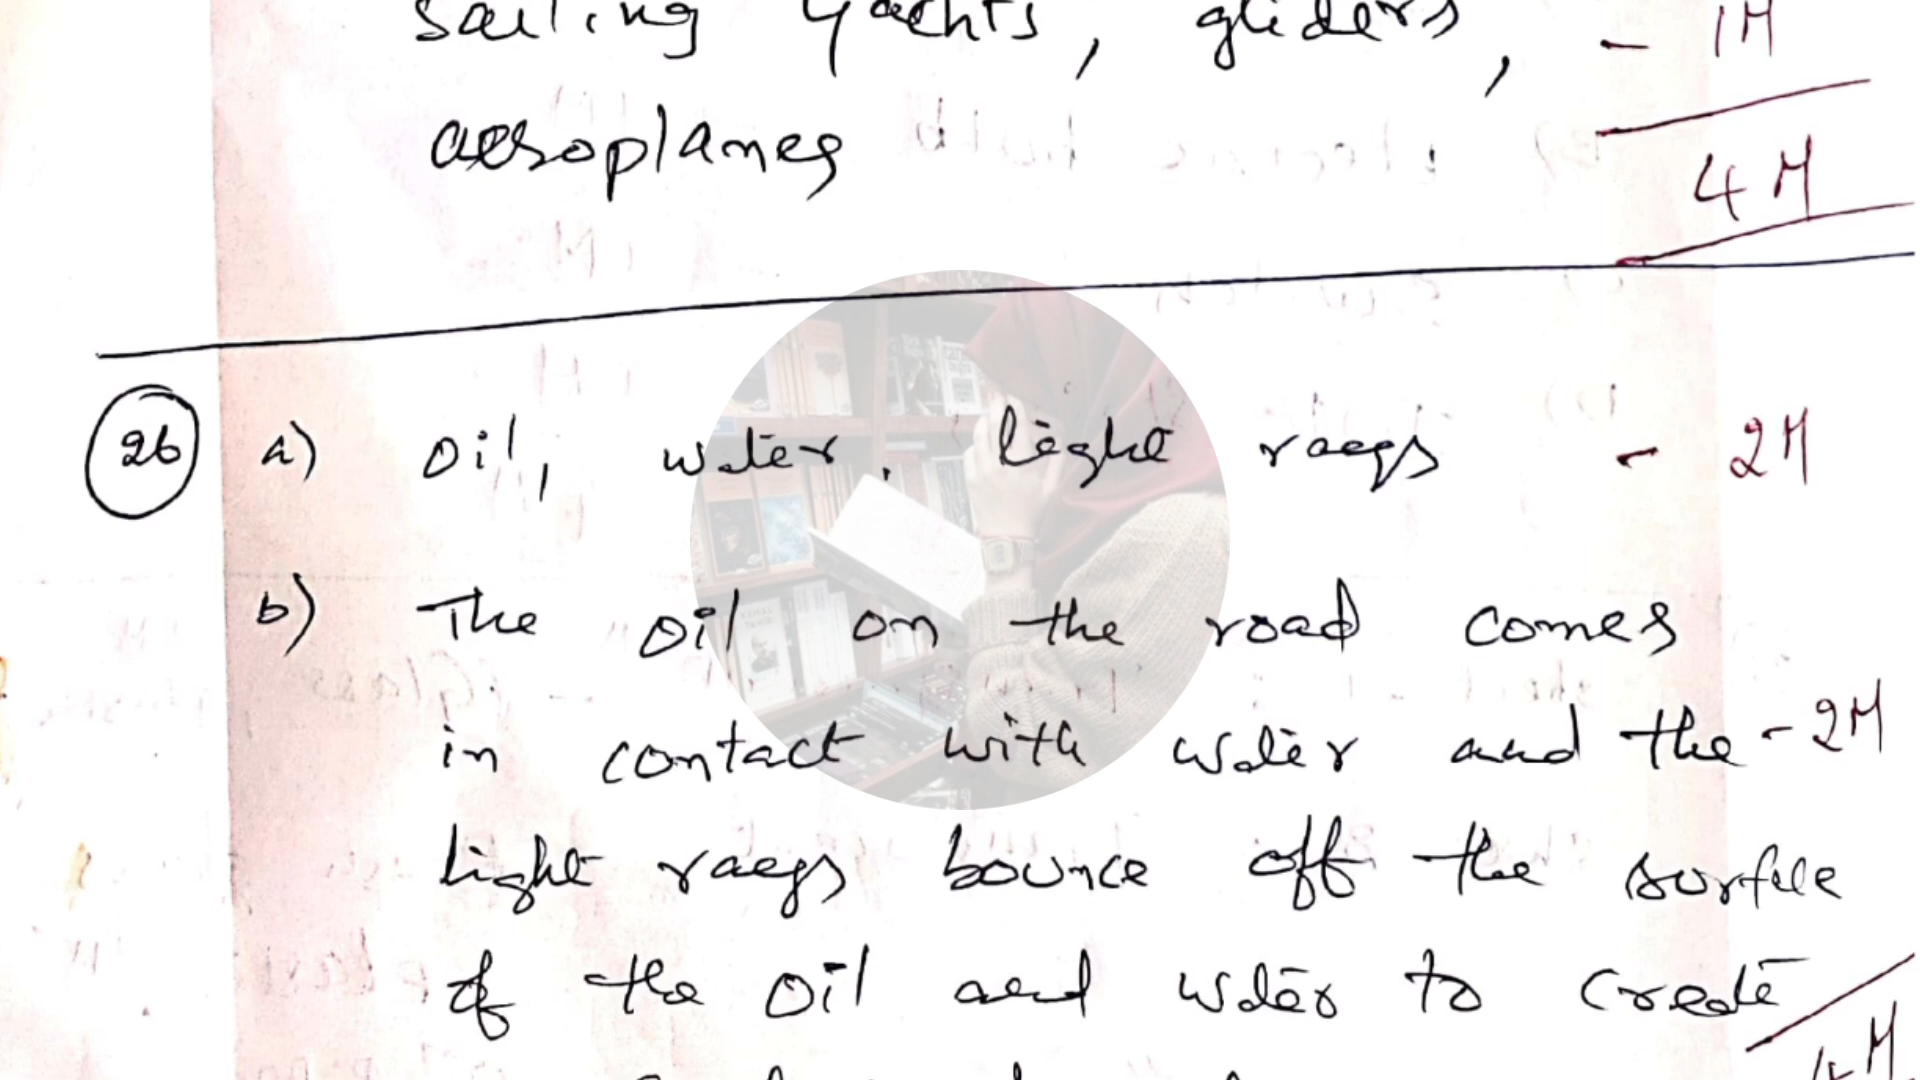 sailing yachts, gliders, - 1M
aeroplanes
4M
26 a) oil, water, light rays - 2M
b) The oil on the road comes
in contact with water and the - 2M
light rays bounce off the surface
of the oil and water to create
4M